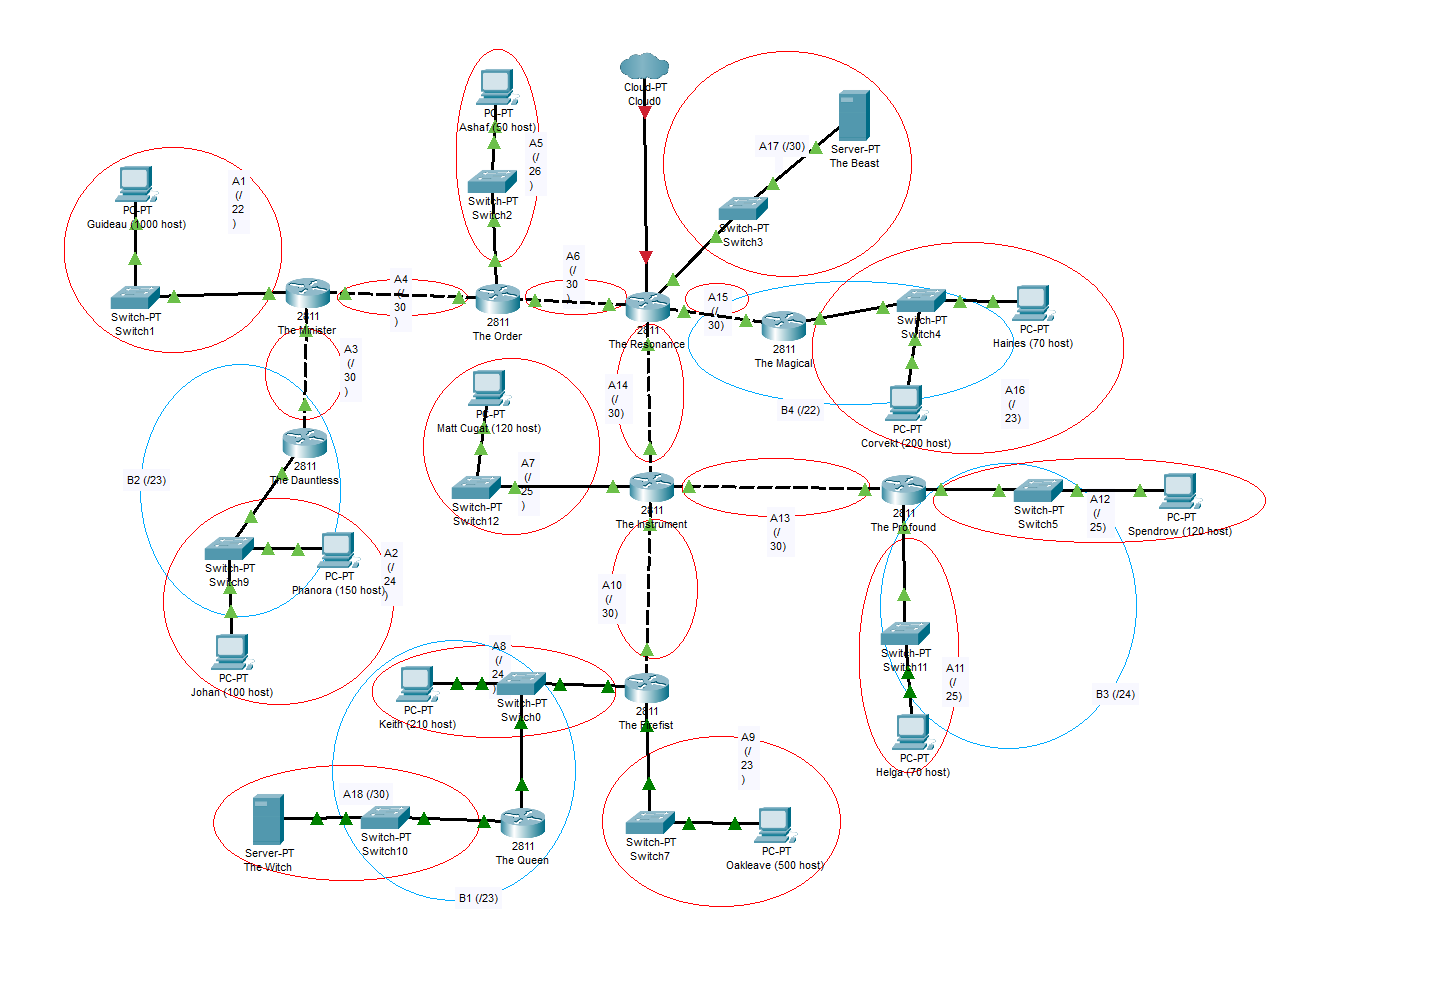 Cloud-PT
Cloud0
PC-PT
Ashaf (50 host)
A5
(/
26
)
Switch-PT
Switch2
A17 (/30)
Server-PT
The Beast
Switch-PT
Switch3
A1
(/
22
)
PC-PT
Guideau (1000 host)
Switch-PT
Switch1
2811
The Minister
A4
(/
30
)
2811
The Order
A6
(/
30
)
2811
The Resonance
A15
(/
30)
2811
The Magical
Switch-PT
Switch4
PC-PT
Haines (70 host)
PC-PT
Corvekt (200 host)
A16
(/
23)
B4 (/22)
A3
(/
30
)
2811
The Dauntless
B2 (/23)
Switch-PT
Switch9
PC-PT
Phanora (150 host)
A2
(/
24
)
PC-PT
Johan (100 host)
PC-PT
Matt Cugat (120 host)
A7
(/
25
)
Switch-PT
Switch12
A14
(/
30)
2811
The Instrument
A13
(/
30)
2811
The Profound
Switch-PT
Switch5
A12
(/
25)
PC-PT
Spendrow (120 host)
A10
(/
30)
Switch-PT
Switch11
A11
(/
25)
PC-PT
Helga (70 host)
B3 (/24)
A8
(/
24
)
PC-PT
Keith (210 host)
Switch-PT
Switch0
2811
The Firefist
A9
(/
23
)
Switch-PT
Switch7
PC-PT
Oakleave (500 host)
A18 (/30)
Server-PT
The Witch
Switch-PT
Switch10
2811
The Queen
B1 (/23)